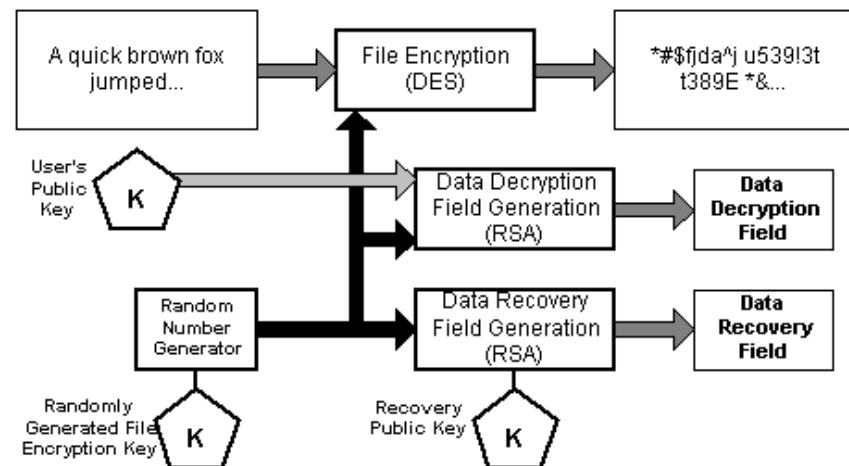 A quick brown fox
jumped...
File Encryption
(DES)
*#$fjda^j u539!3t
t389E *&...
User's
Public
Key
K
Data Decryption
Field Generation
(RSA)
Data
Decryption
Field
Random
Number
Generator
Data Recovery
Field Generation
(RSA)
Data
Recovery
Field
Randomly
Generated File
Encryption Key
K
Recovery
Public Key
K